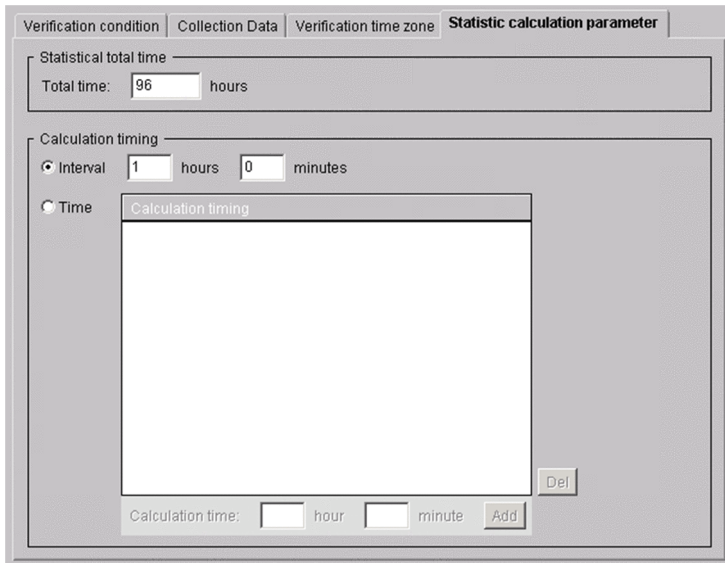 Verification condition Collection Data Verification time zone Statistic calculation parameter
Statistical total time
Total time: 96 hours
Calculation timing
Interval 1 hours 0 minutes
Time Calculation timing
Del
Calculation time: hour minute Add